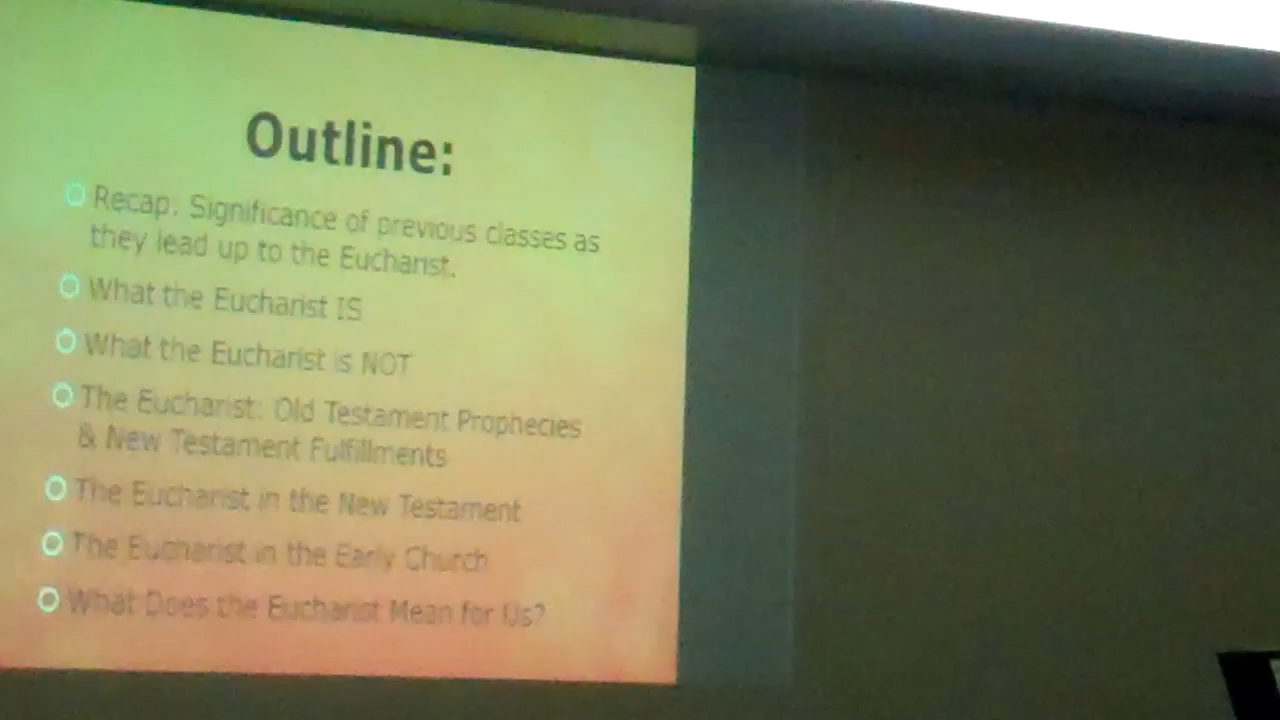 Outline:
Recap. Significance of previous classes as
they lead up to the Eucharist.
What the Eucharist IS
What the Eucharist is NOT
The Eucharist: Old Testament Prophecies
& New Testament Fulfillments
The Eucharist in the New Testament
The Eucharist in the Early Church
What Does the Eucharist Mean for Us?